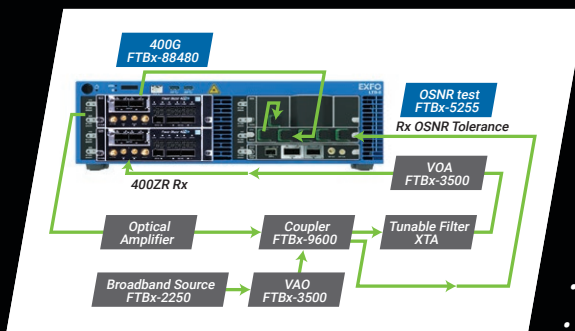 400G
FTBx-88480
EXFO
OSNR test
FTBx-5255
Rx OSNR Tolerance
400ZR Rx
VOA
FTBx-3500
Optical
Amplifier
Coupler
FTBx-9600
Tunable Filter
XTA
Broadband Source
FTBx-2250
VAO
FTBx-3500